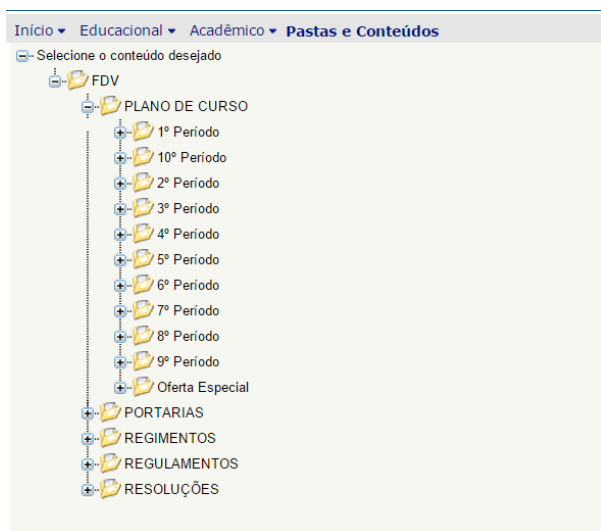 Início Educacional Acadêmico Pastas e Conteúdos
Selecione o conteúdo desejado
FDV
PLANO DE CURSO
1º Período
10º Período
2º Período
3º Período
4º Período
5º Período
6º Período
7º Período
8º Período
9º Período
Oferta Especial
PORTARIAS
REGIMENTOS
REGULAMENTOS
RESOLUÇÕES